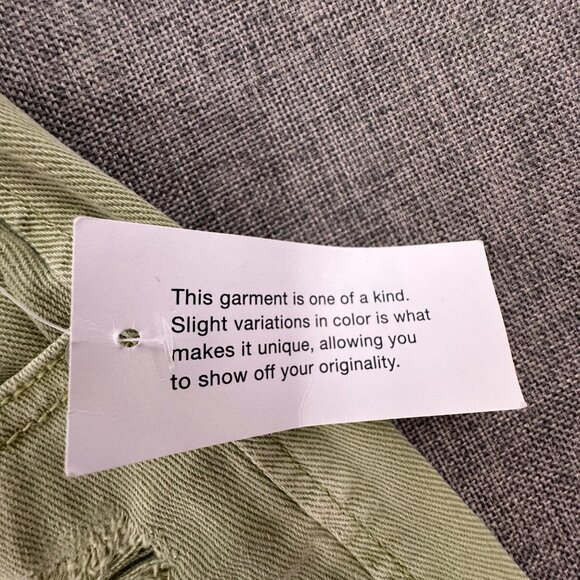 This garment is one of a kind.
Slight variations in color is what
makes it unique, allowing you
to show off your originality.